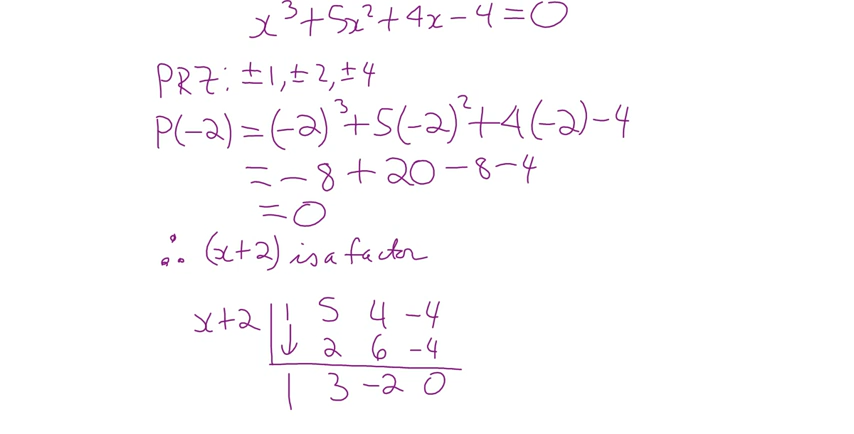 x³+5x²+4x-4=0
PRZ: ±1, ±2, ±4
P(-2)=(-2)³+5(-2)²+4(-2)-4
=-8+20-8-4
=0
∴ (x+2) is a factor
x+2 | 1 5 4 -4
↓ 2 6 -4
1 3 -2 0